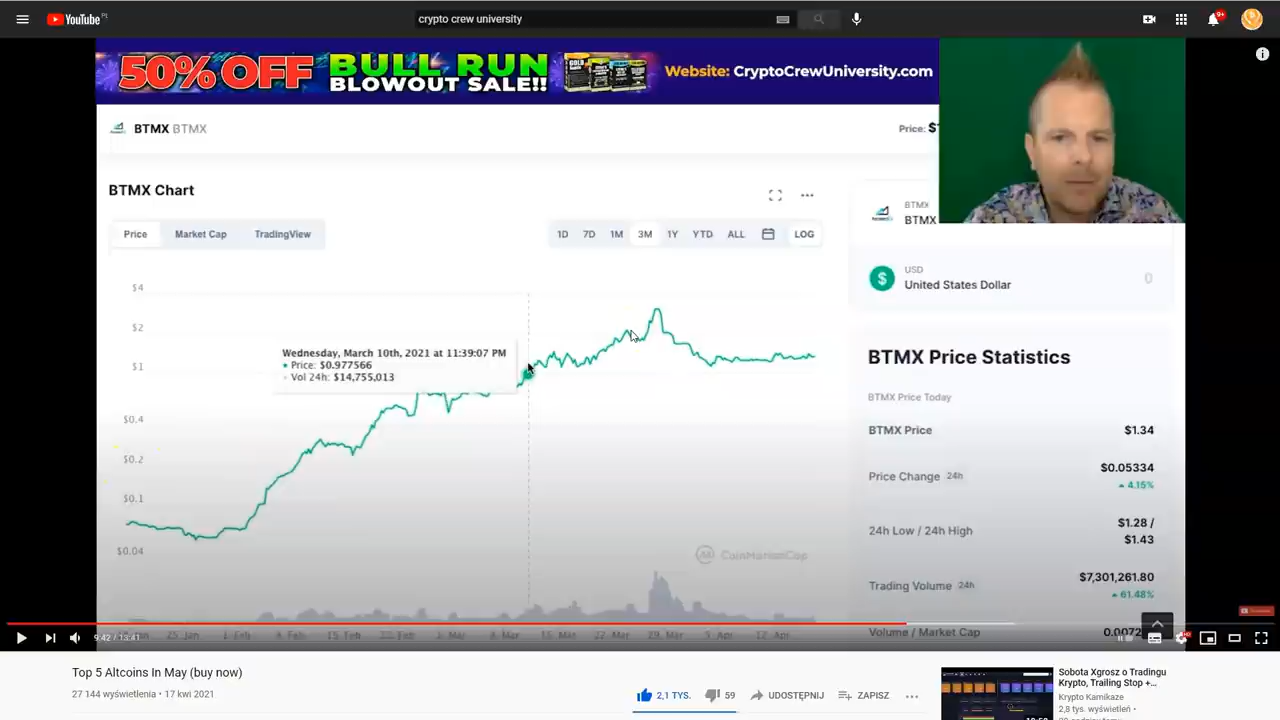 YouTube PL
crypto crew university
9+
50% OFF BULL RUN
BLOWOUT SALE!!
Website: CryptoCrewUniversity.com
BTMX BTMX
Price: $
BTMX Chart
Price Market Cap TradingView
1D 7D 1M 3M 1Y YTD ALL LOG
BTMX
BTMX
USD
United States Dollar
0
$4
$2
$1
$0.4
$0.2
$0.1
$0.04
Wednesday, March 10th, 2021 at 11:39:07 PM
Price: $0.977566
Vol 24h: $14,755,013
CoinMarketCap
25. Jan 1. Feb 8. Feb 15. Feb 22. Feb 1. Mar 8. Mar 15. Mar 22. Mar 29. Mar 5. Apr 12. Apr
BTMX Price Statistics
BTMX Price Today
BTMX Price $1.34
Price Change 24h $0.05334
4.15%
24h Low / 24h High $1.28 /
$1.43
Trading Volume 24h $7,301,261.80
61.48%
Volume / Market Cap 0.0072
9:42 / 13:41
Top 5 Altcoins In May (buy now)
27 144 wyświetlenia • 17 kwi 2021
2,1 TYS. 59 UDOSTĘPNIJ ZAPISZ
Sobota Xgrosz o Tradingu
Krypto, Trailing Stop +...
Krypto Kamikaze
2,8 tys. wyświetleń •